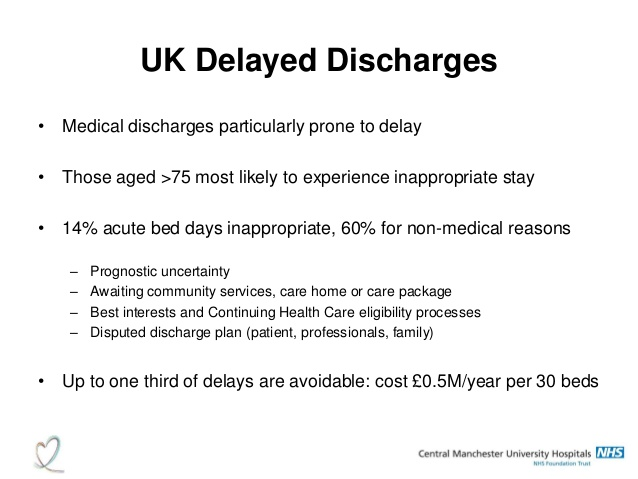 UK Delayed Discharges
• Medical discharges particularly prone to delay
• Those aged >75 most likely to experience inappropriate stay
• 14% acute bed days inappropriate, 60% for non-medical reasons
– Prognostic uncertainty
– Awaiting community services, care home or care package
– Best interests and Continuing Health Care eligibility processes
– Disputed discharge plan (patient, professionals, family)
• Up to one third of delays are avoidable: cost £0.5M/year per 30 beds
Central Manchester University Hospitals NHS
NHS Foundation Trust